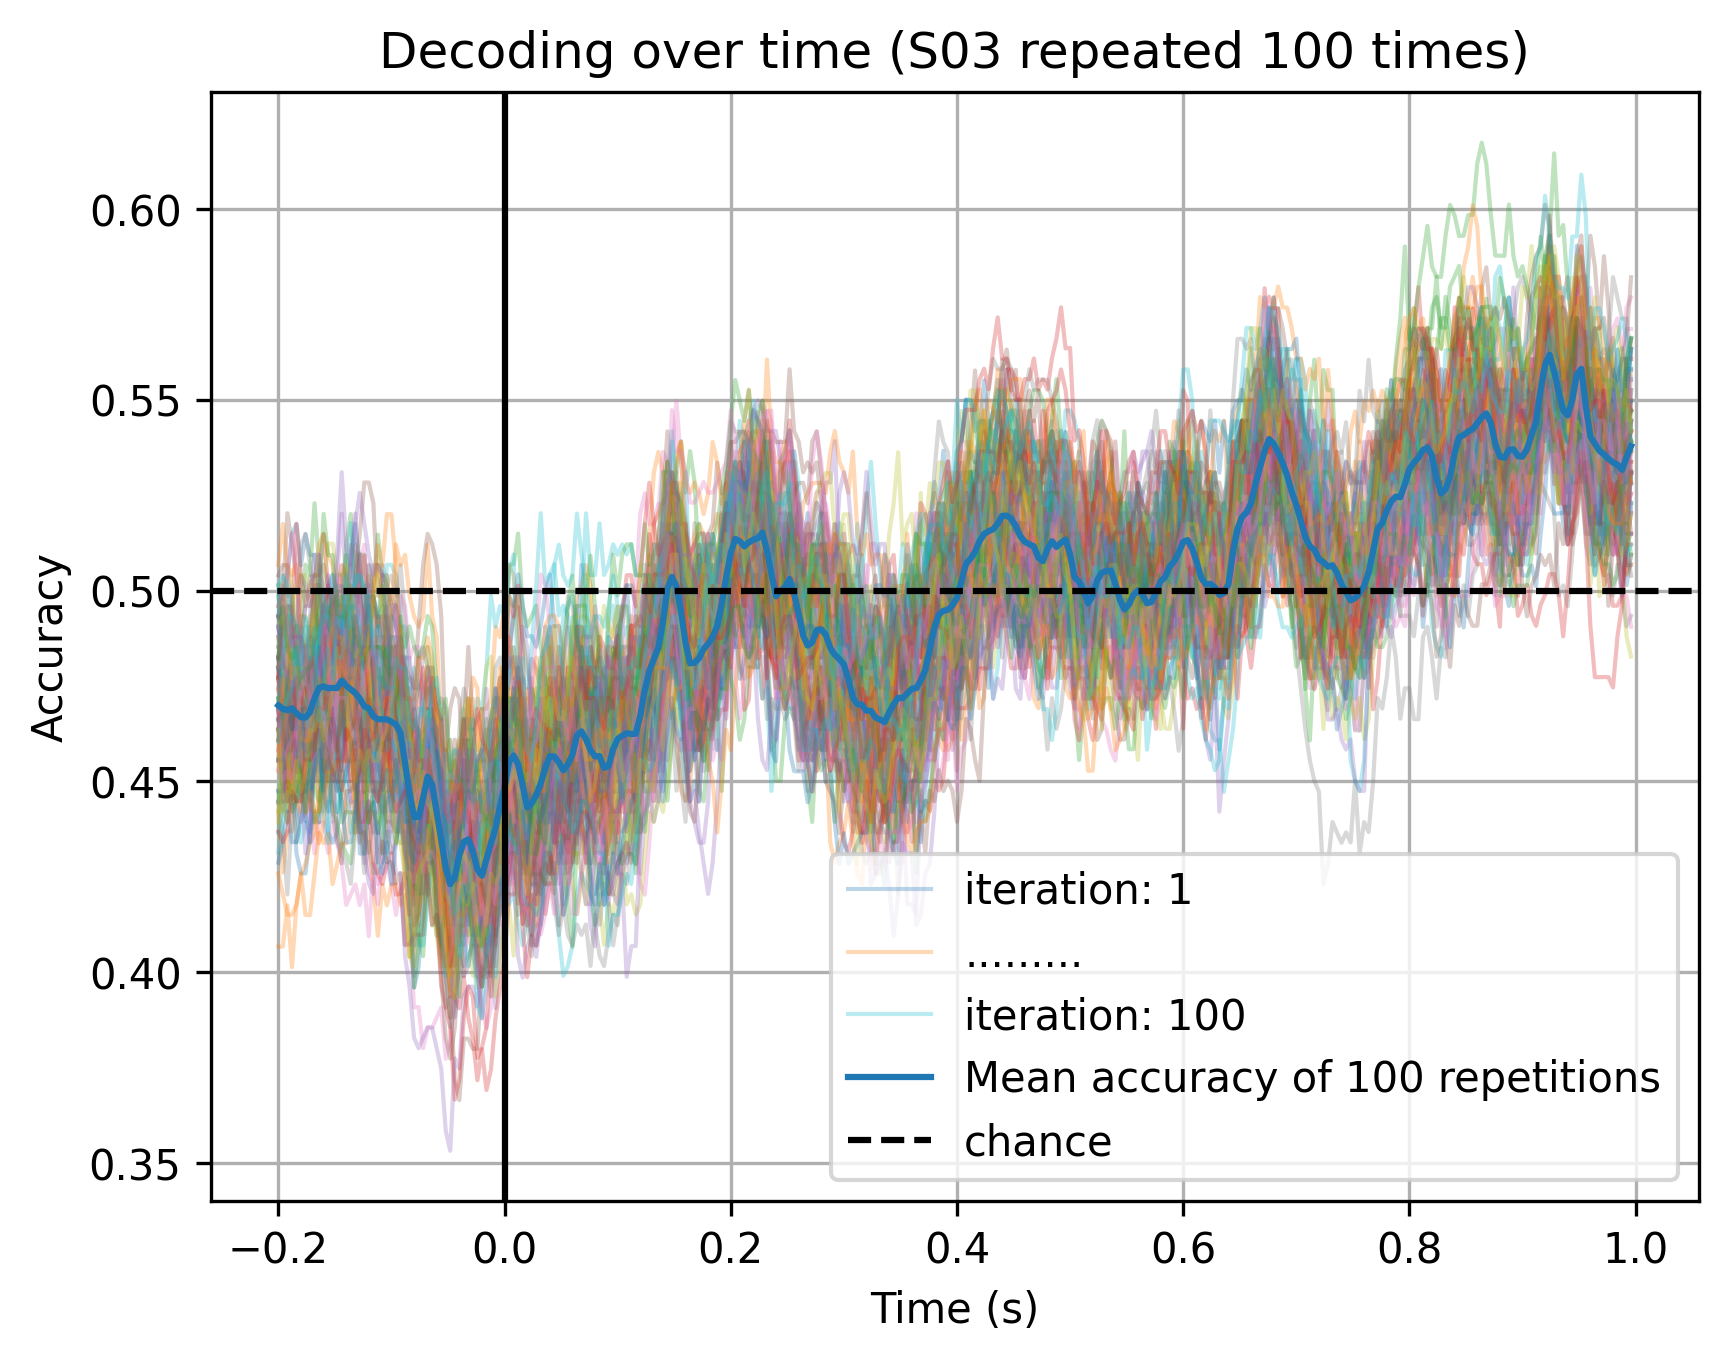 Decoding over time (S03 repeated 100 times)
0.60
0.55
0.50
0.45
0.40
0.35
Accuracy
−0.2
0.0
0.2
0.4
0.6
0.8
1.0
Time (s)
iteration: 1
.........
iteration: 100
Mean accuracy of 100 repetitions
chance